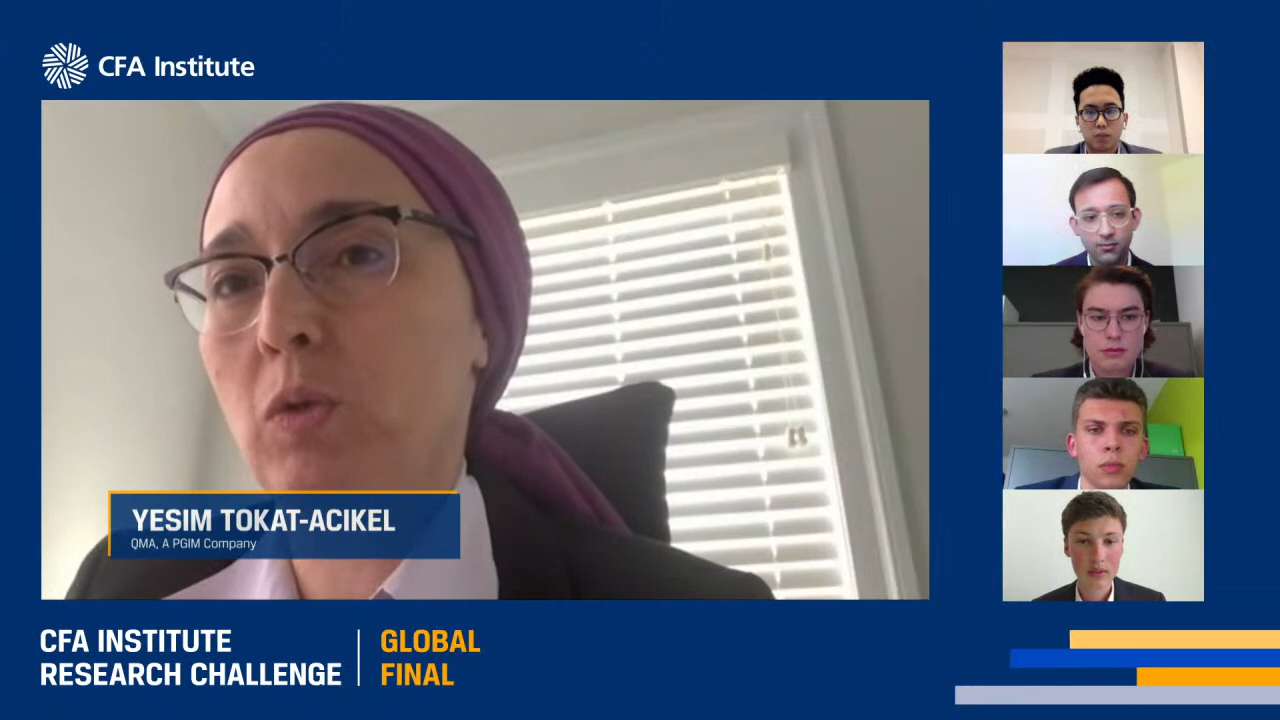 CFA Institute
YESIM TOKAT-ACIKEL
QMA, A PGIM Company
CFA INSTITUTE
RESEARCH CHALLENGE
GLOBAL
FINAL